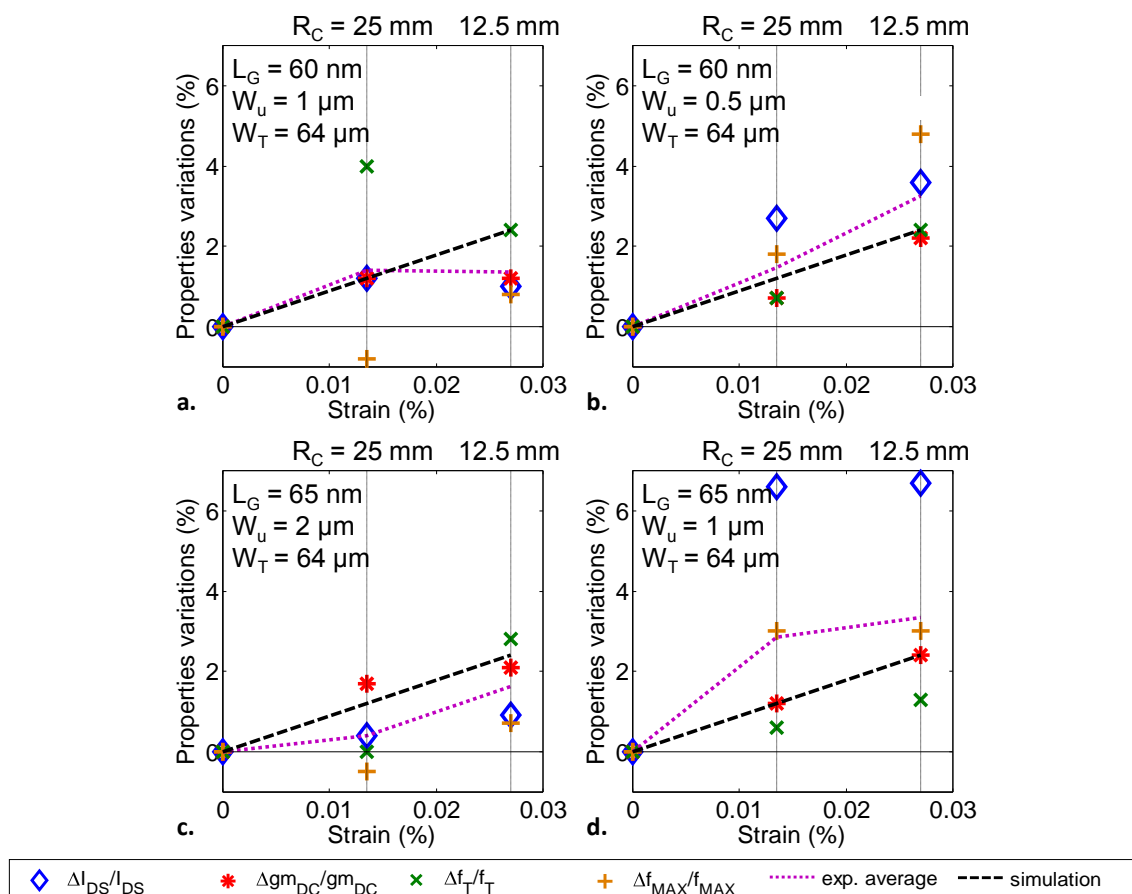 R_C = 25 mm 12.5 mm
L_G = 60 nm
W_u = 1 µm
W_T = 64 µm
Properties variations (%)
6
4
2
0
0 0.01 0.02 0.03
a. Strain (%)
R_C = 25 mm 12.5 mm
L_G = 60 nm
W_u = 0.5 µm
W_T = 64 µm
Properties variations (%)
6
4
2
0
0 0.01 0.02 0.03
b. Strain (%)
R_C = 25 mm 12.5 mm
L_G = 65 nm
W_u = 2 µm
W_T = 64 µm
Properties variations (%)
6
4
2
0
0 0.01 0.02 0.03
c. Strain (%)
R_C = 25 mm 12.5 mm
L_G = 65 nm
W_u = 1 µm
W_T = 64 µm
Properties variations (%)
6
4
2
0
0 0.01 0.02 0.03
d. Strain (%)
ΔI_DS/I_DS Δgm_DC/gm_DC Δf_T/f_T Δf_MAX/f_MAX exp. average simulation